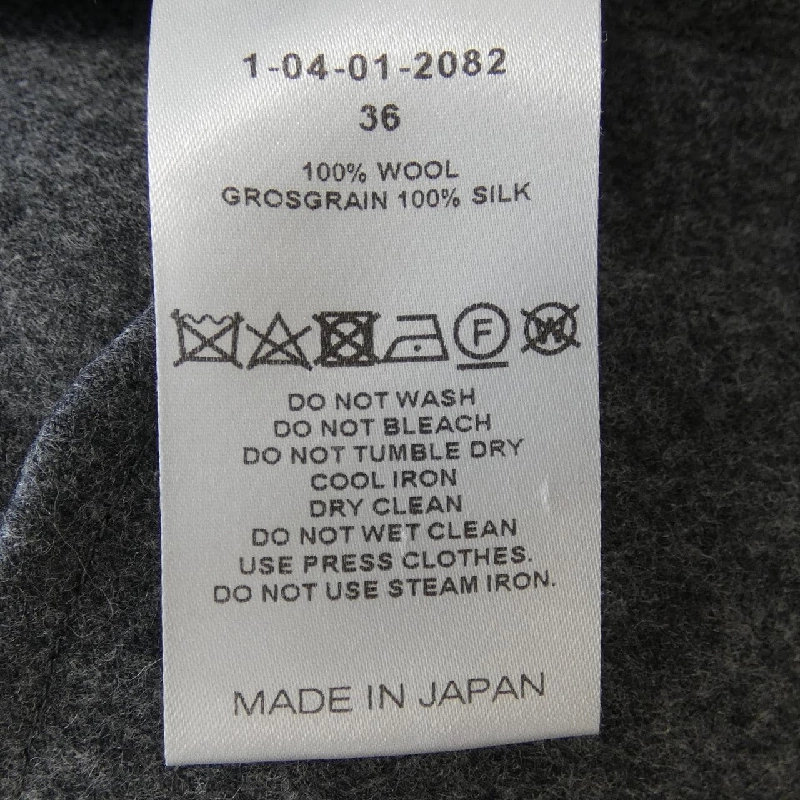 1-04-01-2082
36
100% WOOL
GROSGRAIN 100% SILK
F W
DO NOT WASH
DO NOT BLEACH
DO NOT TUMBLE DRY
COOL IRON
DRY CLEAN
DO NOT WET CLEAN
USE PRESS CLOTHES.
DO NOT USE STEAM IRON.
MADE IN JAPAN